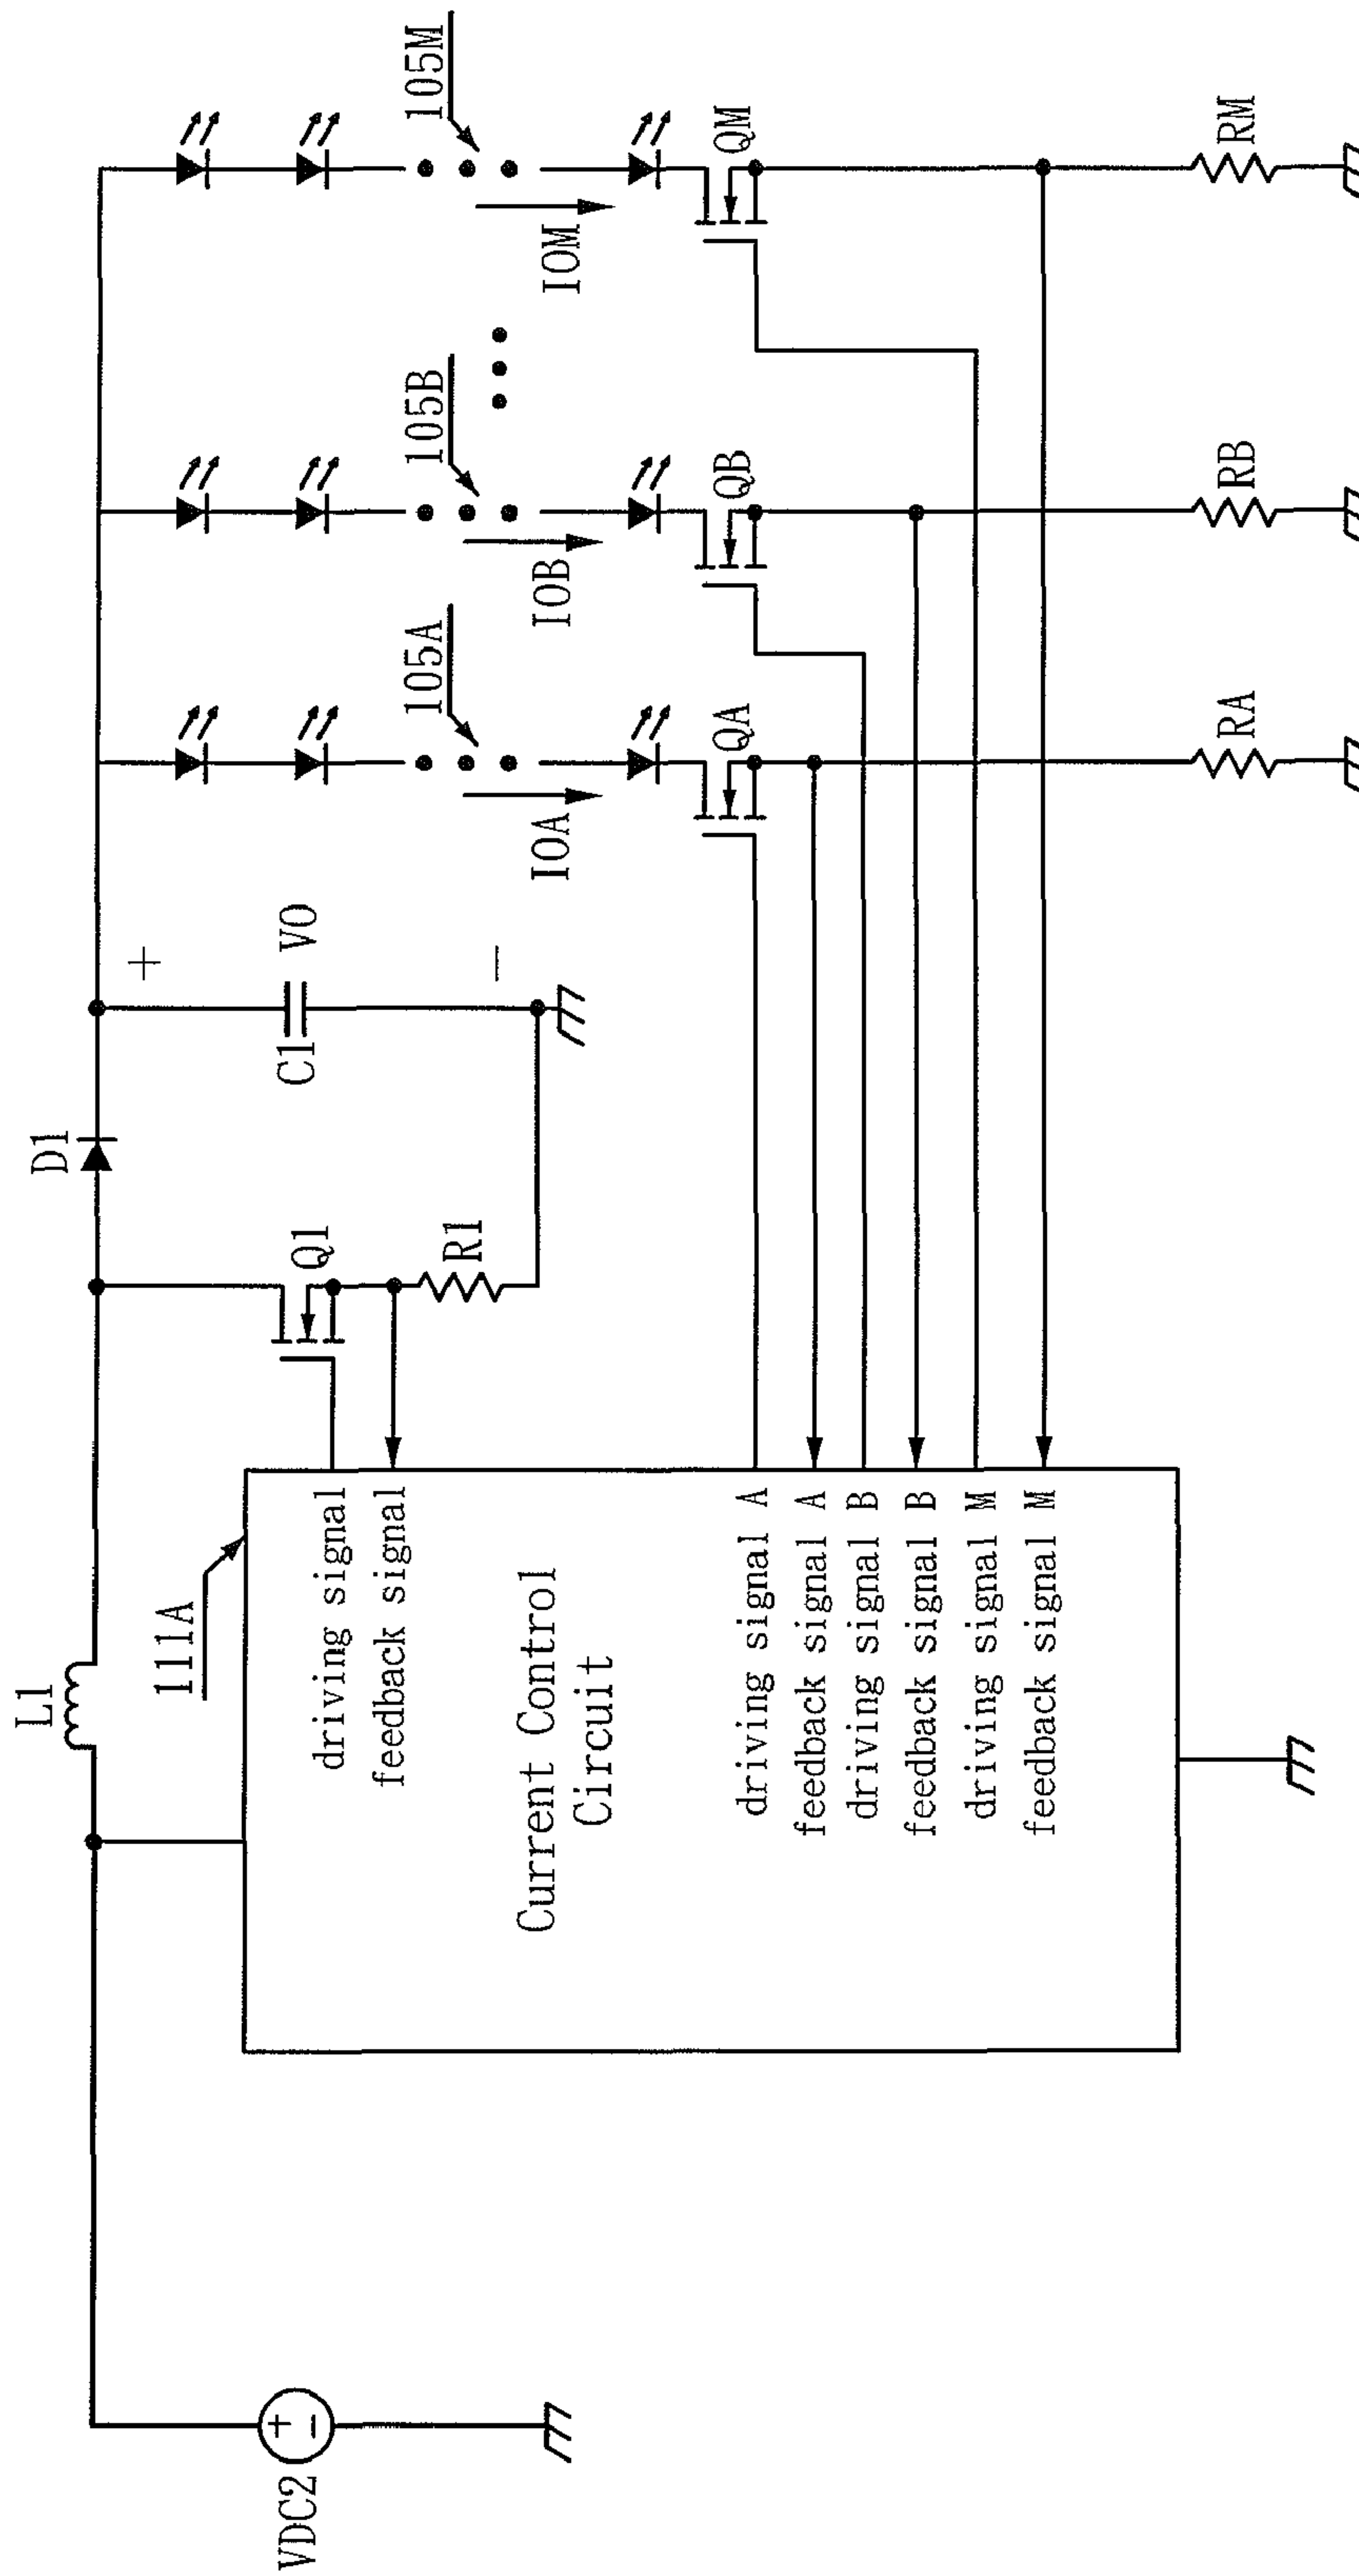 L1
D1
VDC2
111A
driving signal
feedback signal
Current Control
Circuit
driving signal A
feedback signal A
driving signal B
feedback signal B
driving signal M
feedback signal M
Q1
R1
C1
+
VO
−
105A
105B
105M
IOA
IOB
IOM
QA
QB
QM
RA
RB
RM